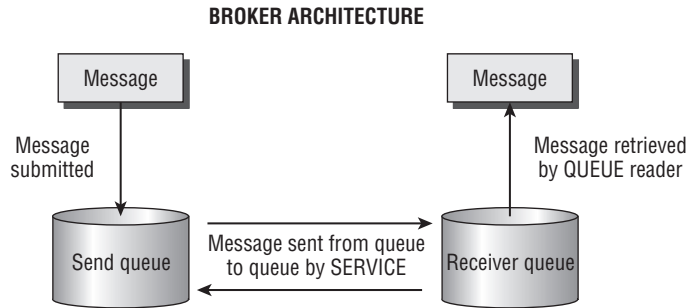 BROKER ARCHITECTURE
Message
Message
Message
submitted
Message retrieved
by QUEUE reader
Send queue
Message sent from queue
to queue by SERVICE
Receiver queue